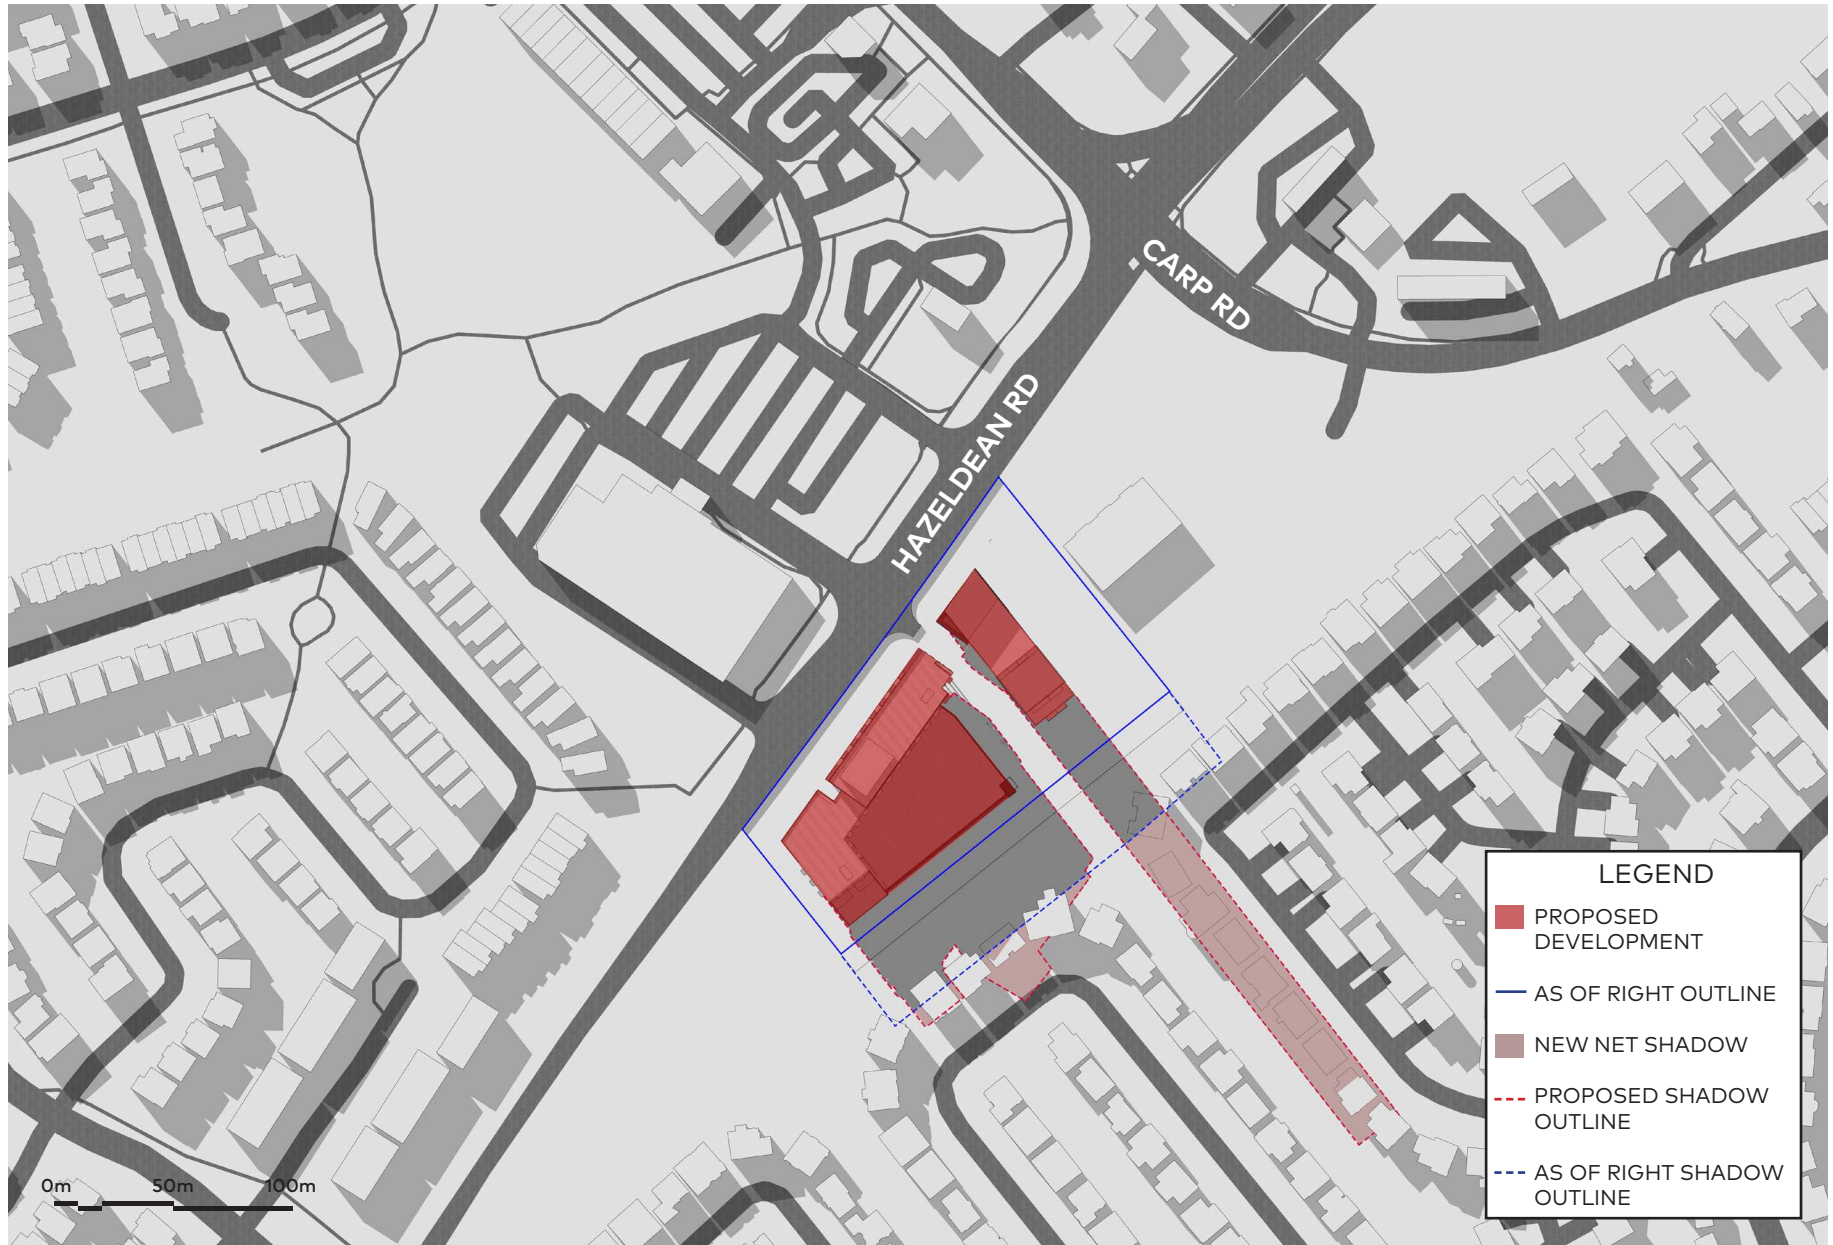 CARP RD
HAZELDEAN RD
LEGEND
PROPOSED
DEVELOPMENT
AS OF RIGHT OUTLINE
NEW NET SHADOW
PROPOSED SHADOW
OUTLINE
AS OF RIGHT SHADOW
OUTLINE
0m 50m 100m